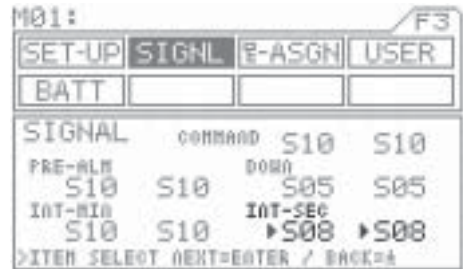 M01: F3
SET-UP SIGNL ⚷-ASGN USER
BATT
SIGNAL COMMAND S10 S10
PRE-ALM DOWN
S10 S10 S05 S05
INT-MIN INT-SEC
S10 S10 ▶S08 ▶S08
>ITEM SELECT NEXT=ENTER / BACK=